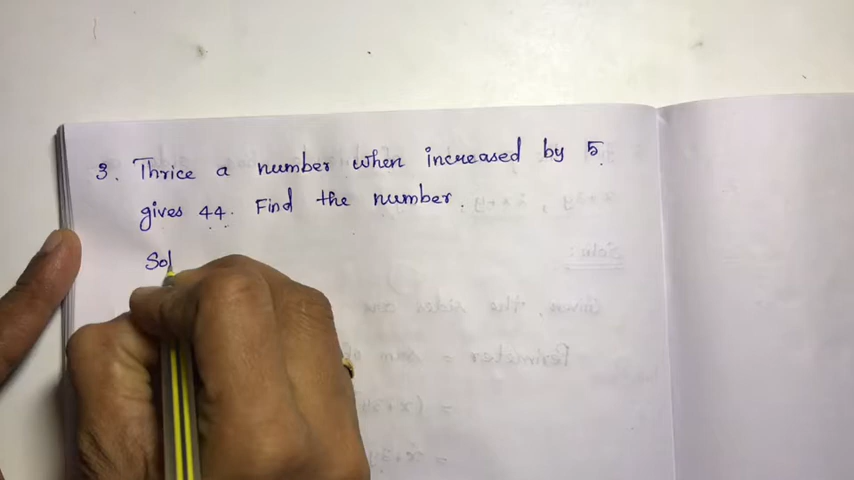 3. Thrice a number when increased by 5
gives 44. Find the number.
Sol